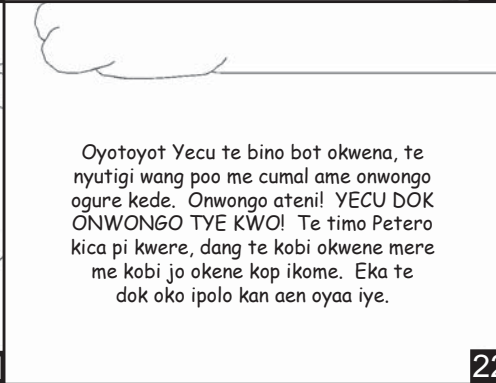 Oyotoyot Yecu te bino bot okwena, te
nyutigi wang poo me cumal ame onwongo
ogure kede. Onwongo ateni! YECU DOK
ONWONGO TYE KWO! Te timo Petero
kica pi kwere, dang te kobi okwene mere
me kobi jo okene kop ikome. Eka te
dok oko ipolo kan aen oyaa iye.
22